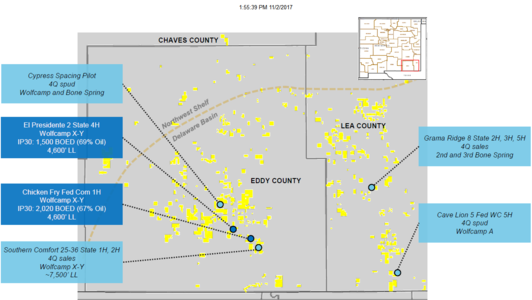 1:55:39 PM 11/2/2017
CHAVES COUNTY
Cypress Spacing Pilot
4Q spud
Wolfcamp and Bone Spring
Northwest Shelf
Delaware Basin
LEA COUNTY
El Presidente 2 State 4H
Wolfcamp X-Y
IP30: 1,500 BOED (69% Oil)
4,600' LL
Grama Ridge 8 State 2H, 3H, 5H
4Q sales
2nd and 3rd Bone Spring
EDDY COUNTY
Chicken Fry Fed Com 1H
Wolfcamp X-Y
IP30: 2,020 BOED (67% Oil)
4,600' LL
Cave Lion 5 Fed WC 5H
4Q spud
Wolfcamp A
Southern Comfort 25-36 State 1H, 2H
4Q sales
Wolfcamp X-Y
~7,500' LL